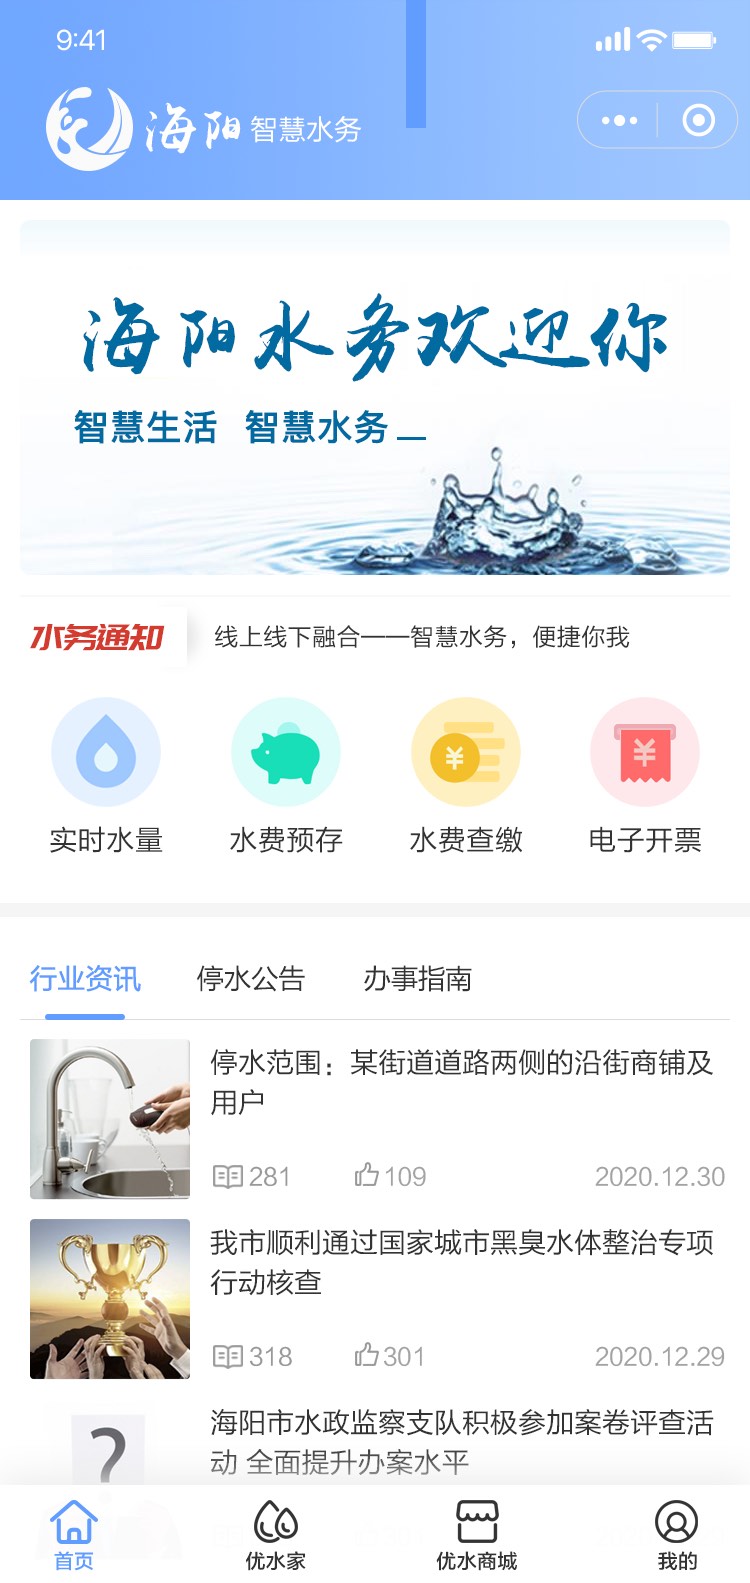 9:41
海阳 智慧水务
海阳水务欢迎你
智慧生活 智慧水务
水务通知 线上线下融合——智慧水务，便捷你我
实时水量 水费预存 水费查缴 电子开票
行业资讯 停水公告 办事指南
停水范围：某街道道路两侧的沿街商铺及
用户
281 109 2020.12.30
我市顺利通过国家城市黑臭水体整治专项
行动核查
318 301 2020.12.29
海阳市水政监察支队积极参加案卷评查活
动 全面提升办案水平
首页 优水家 优水商城 我的